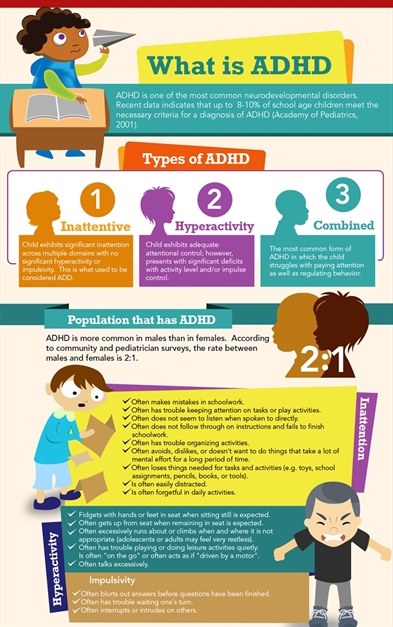 What is ADHD
ADHD is one of the most common neurodevelopmental disorders.
Recent data indicates that up to 8-10% of school age children meet the
necessary criteria for a diagnosis of ADHD (Academy of Pediatrics,
2001).
Types of ADHD
1
Inattentive
Child exhibits significant inattention
across multiple domains with no
significant hyperactivity or
impulsivity. This is what used to be
considered ADD.
2
Hyperactivity
Child exhibits adequate
attentional control; however,
presents with significant deficits
with activity level and/or impulse
control.
3
Combined
The most common form of
ADHD in which the child
struggles with paying attention
as well as regulating behavior.
Population that has ADHD
ADHD is more common in males than in females. According
to community and pediatrician surveys, the rate between
males and females is 2:1.
2:1
Inattention
Often makes mistakes in schoolwork.
Often has trouble keeping attention on tasks or play activities.
Often does not seem to listen when spoken to directly.
Often does not follow through on instructions and fails to finish
schoolwork.
Often has trouble organizing activities.
Often avoids, dislikes, or doesn't want to do things that take a lot of
mental effort for a long period of time.
Often loses things needed for tasks and activities (e.g. toys, school
assignments, pencils, books, or tools).
Is often easily distracted.
Is often forgetful in daily activities.
Hyperactivity
Fidgets with hands or feet in seat when sitting still is expected.
Often gets up from seat when remaining in seat is expected.
Often excessively runs about or climbs when and where it is not
appropriate (adolescents or adults may feel very restless).
Often has trouble playing or doing leisure activities quietly.
Is often "on the go" or often acts as if "driven by a motor".
Often talks excessively.
Impulsivity
Often blurts out answers before questions have been finished.
Often has trouble waiting one's turn.
Often interrupts or intrudes on others.